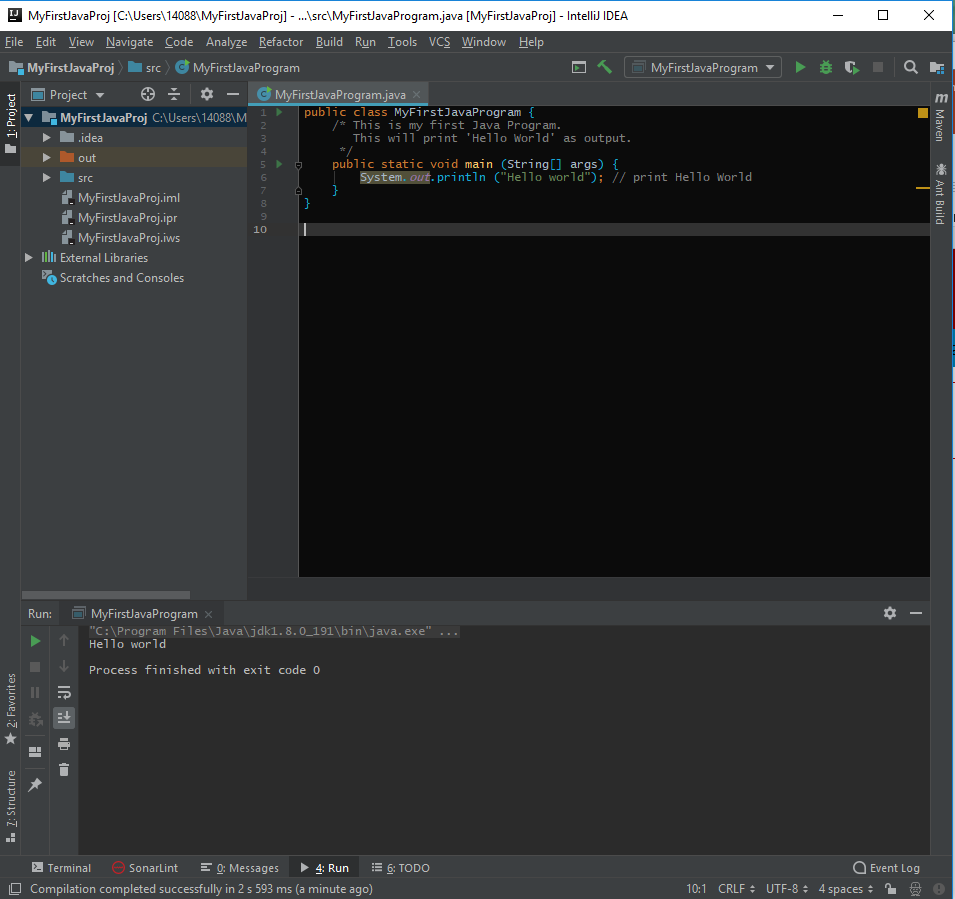 MyFirstJavaProj [C:\Users\14088\MyFirstJavaProj] - ...\src\MyFirstJavaProgram.java [MyFirstJavaProj] - IntelliJ IDEA
File Edit View Navigate Code Analyze Refactor Build Run Tools VCS Window Help
MyFirstJavaProj src MyFirstJavaProgram MyFirstJavaProgram
1: Project
Project
MyFirstJavaProj C:\Users\14088\M
.idea
out
src
MyFirstJavaProj.iml
MyFirstJavaProj.ipr
MyFirstJavaProj.iws
External Libraries
Scratches and Consoles
MyFirstJavaProgram.java
1 public class MyFirstJavaProgram {
2 /* This is my first Java Program.
3 This will print 'Hello World' as output.
4 */
5 public static void main (String[] args) {
6 System.out.println ("Hello world"); // print Hello World
7 }
8 }
9
10
Maven
Ant Build
Run: MyFirstJavaProgram
"C:\Program Files\Java\jdk1.8.0_191\bin\java.exe" ...
Hello world
Process finished with exit code 0
2: Favorites
7: Structure
Terminal SonarLint 0: Messages 4: Run 6: TODO Event Log
Compilation completed successfully in 2 s 593 ms (a minute ago) 10:1 CRLF UTF-8 4 spaces